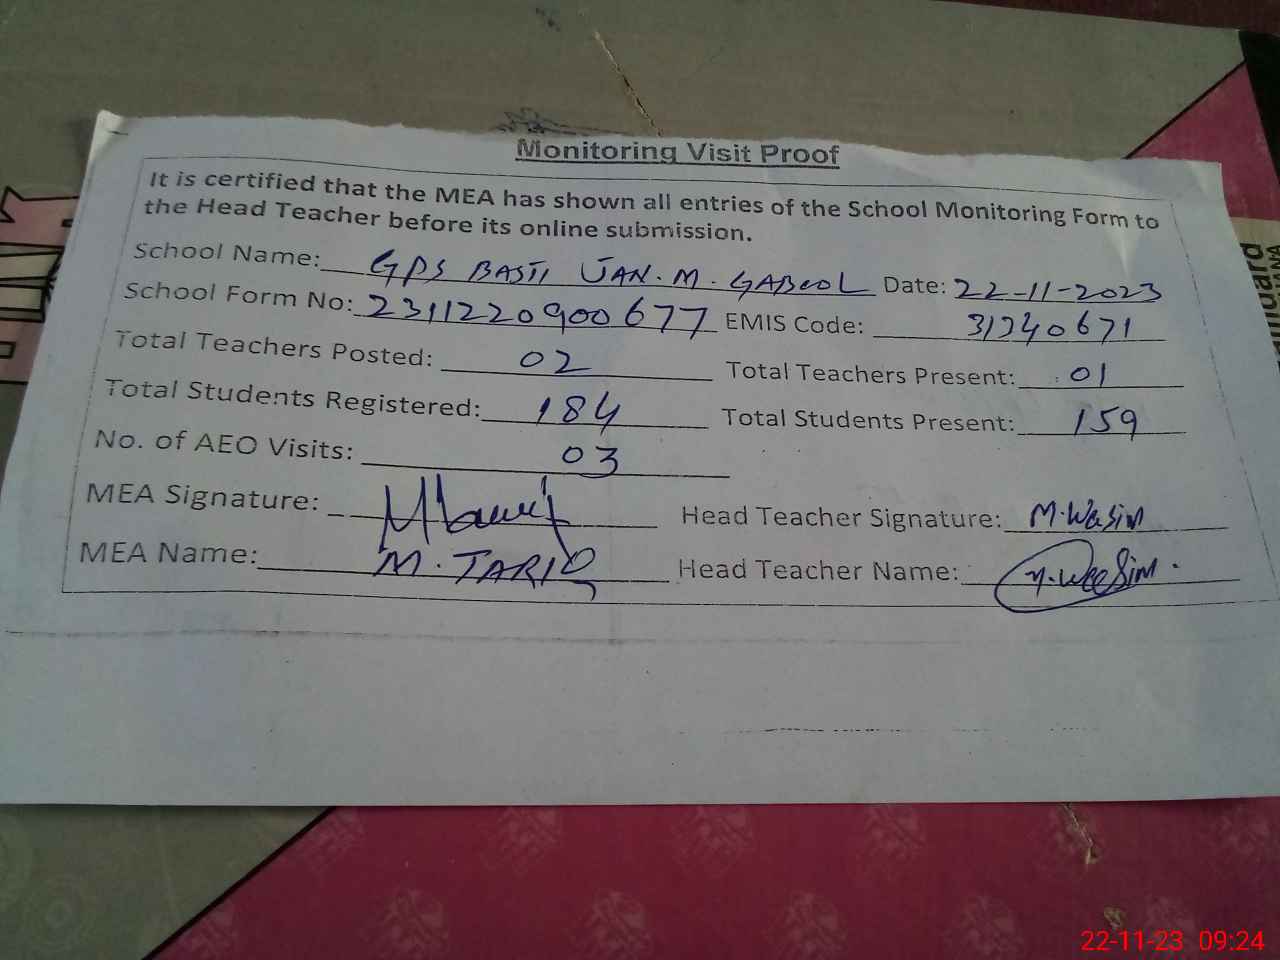 Monitoring Visit Proof
It is certified that the MEA has shown all entries of the School Monitoring Form to
the Head Teacher before its online submission.
School Name: GPS BASTI JAN. M. GABOOL Date: 22-11-2023
School Form No: 2311220900677 EMIS Code: 31240671
Total Teachers Posted: 02 Total Teachers Present: 01
Total Students Registered: 184 Total Students Present: 159
No. of AEO Visits: 03
MEA Signature: Head Teacher Signature: M.Wasim
MEA Name: M. TARIQ Head Teacher Name: M.Waseem.
22-11-23 09:24